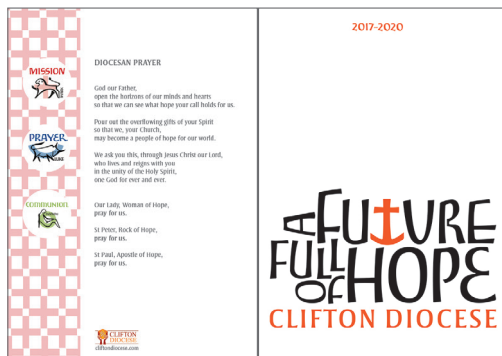 MISSION
PRAYER
LUKE
COMMUNION
DIOCESAN PRAYER
God our Father,
open the horizons of our minds and hearts
so that we can see what hope your call holds for us.
Pour out the overflowing gifts of your Spirit
so that we, your Church,
may become a people of hope for our world.
We ask you this, through Jesus Christ our Lord,
who lives and reigns with you
in the unity of the Holy Spirit,
one God for ever and ever.
Our Lady, Woman of Hope,
pray for us.
St Peter, Rock of Hope,
pray for us.
St Paul, Apostle of Hope,
pray for us.
CLIFTON
DIOCESE
cliftondiocese.com
2017-2020
A FUTURE
FULL OF HOPE
CLIFTON DIOCESE